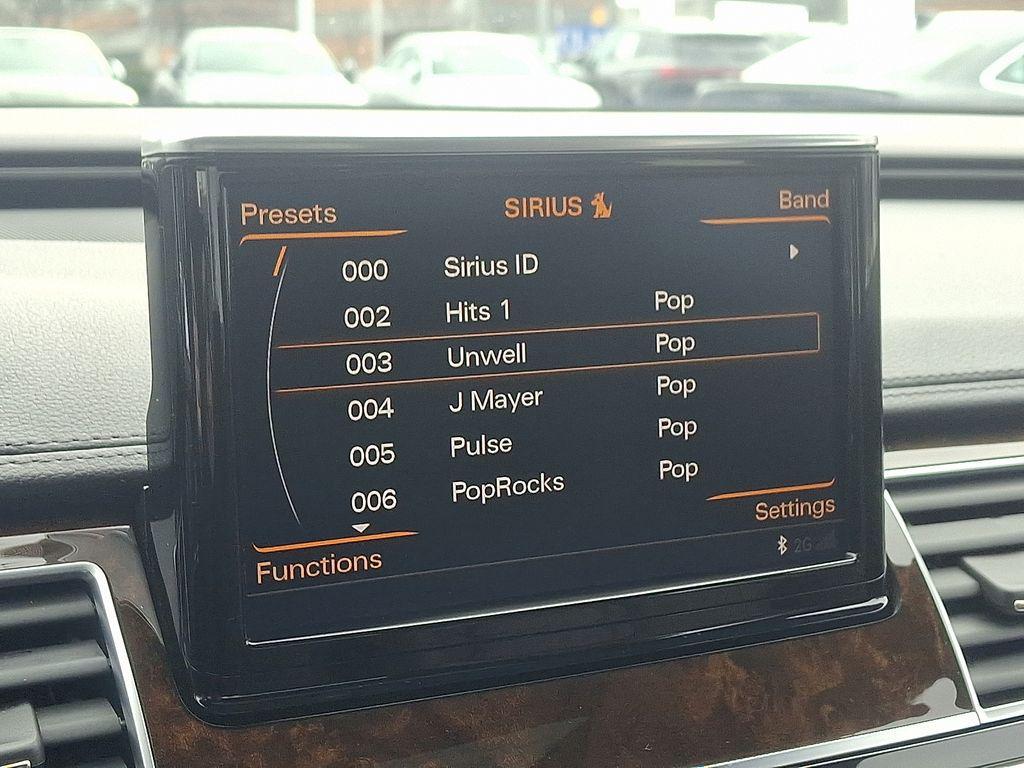 Presets SIRIUS Band
000 Sirius ID
002 Hits 1 Pop
003 Unwell Pop
004 J Mayer Pop
005 Pulse Pop
006 PopRocks Pop
Functions Settings
2G